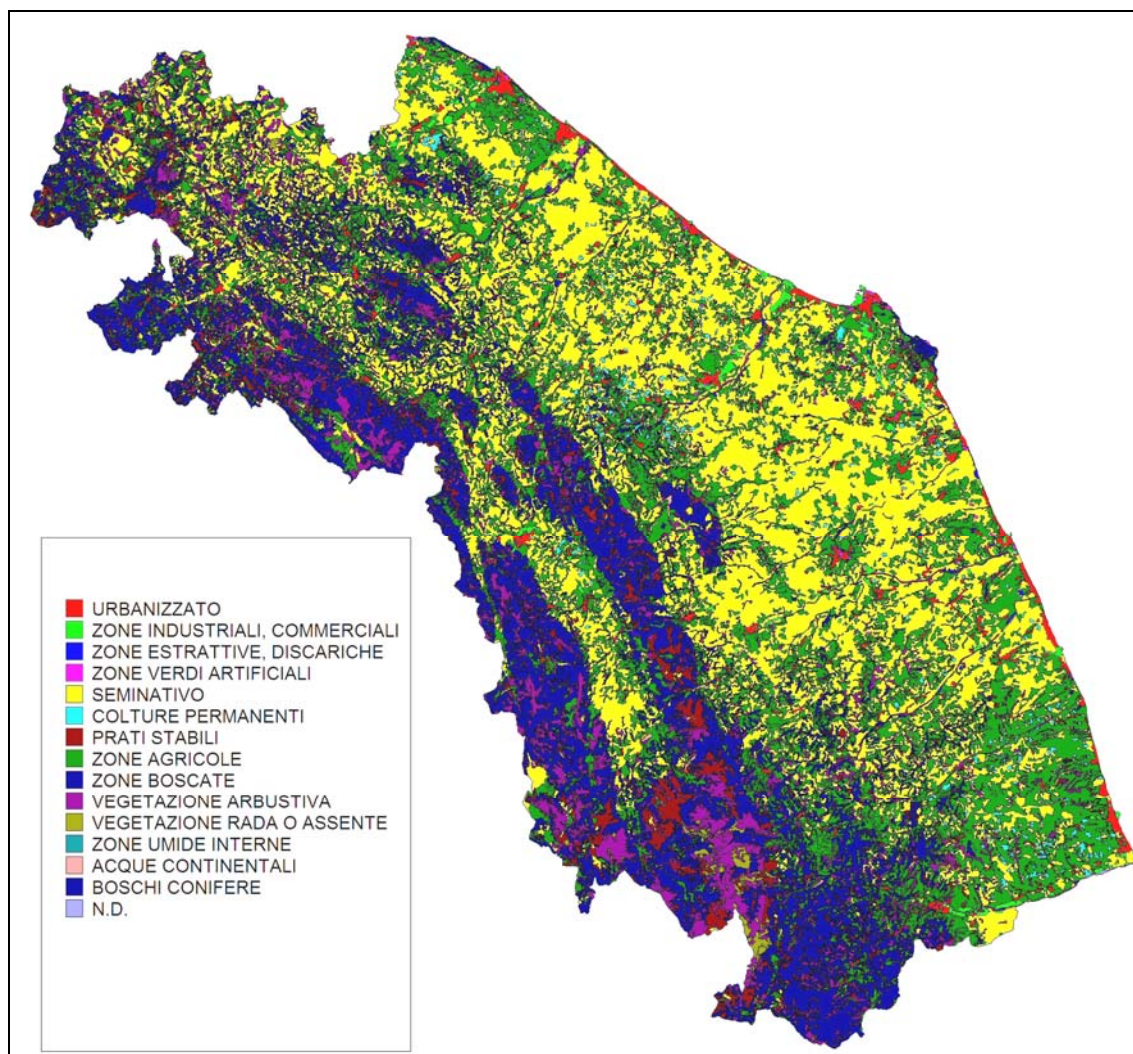 URBANIZZATO
ZONE INDUSTRIALI, COMMERCIALI
ZONE ESTRATTIVE, DISCARICHE
ZONE VERDI ARTIFICIALI
SEMINATIVO
COLTURE PERMANENTI
PRATI STABILI
ZONE AGRICOLE
ZONE BOSCATE
VEGETAZIONE ARBUSTIVA
VEGETAZIONE RADA O ASSENTE
ZONE UMIDE INTERNE
ACQUE CONTINENTALI
BOSCHI CONIFERE
N.D.